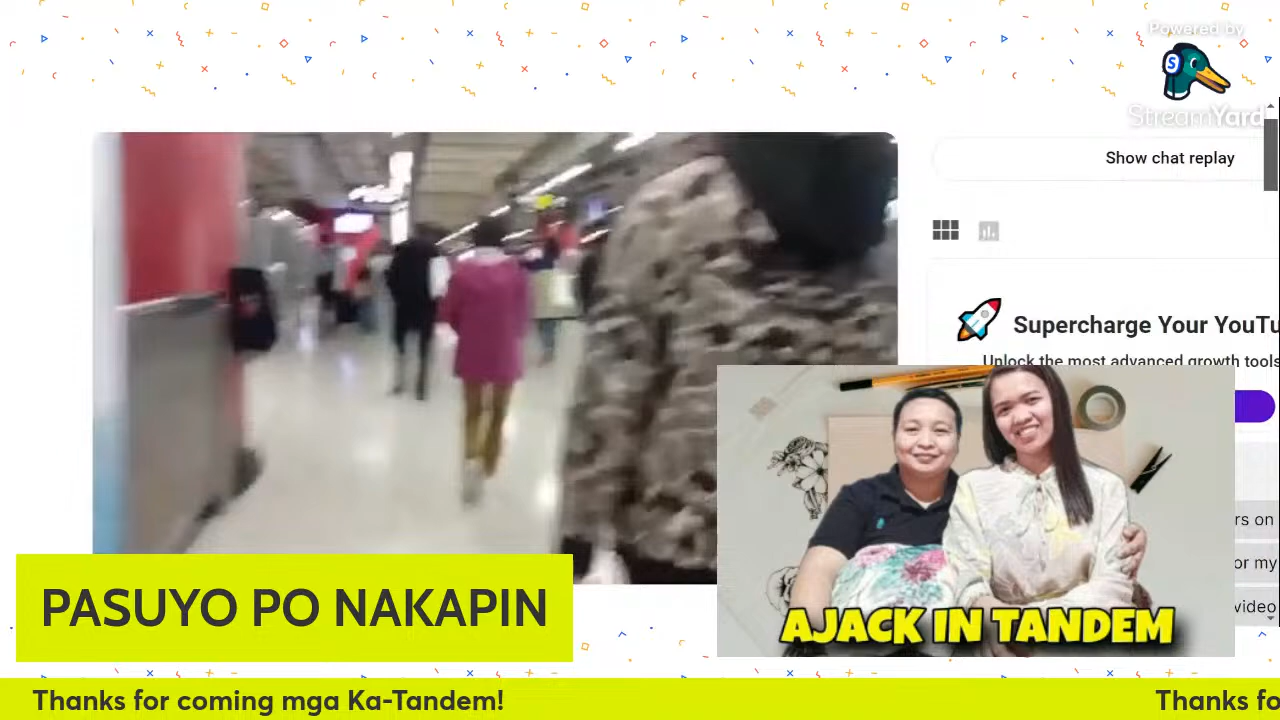 Powered by
StreamYard
Show chat replay
Supercharge Your YouTu
Unlock the most advanced growth tools
rs on
or my
video
AJACK IN TANDEM
PASUYO PO NAKAPIN
Thanks for coming mga Ka-Tandem!
Thanks fo